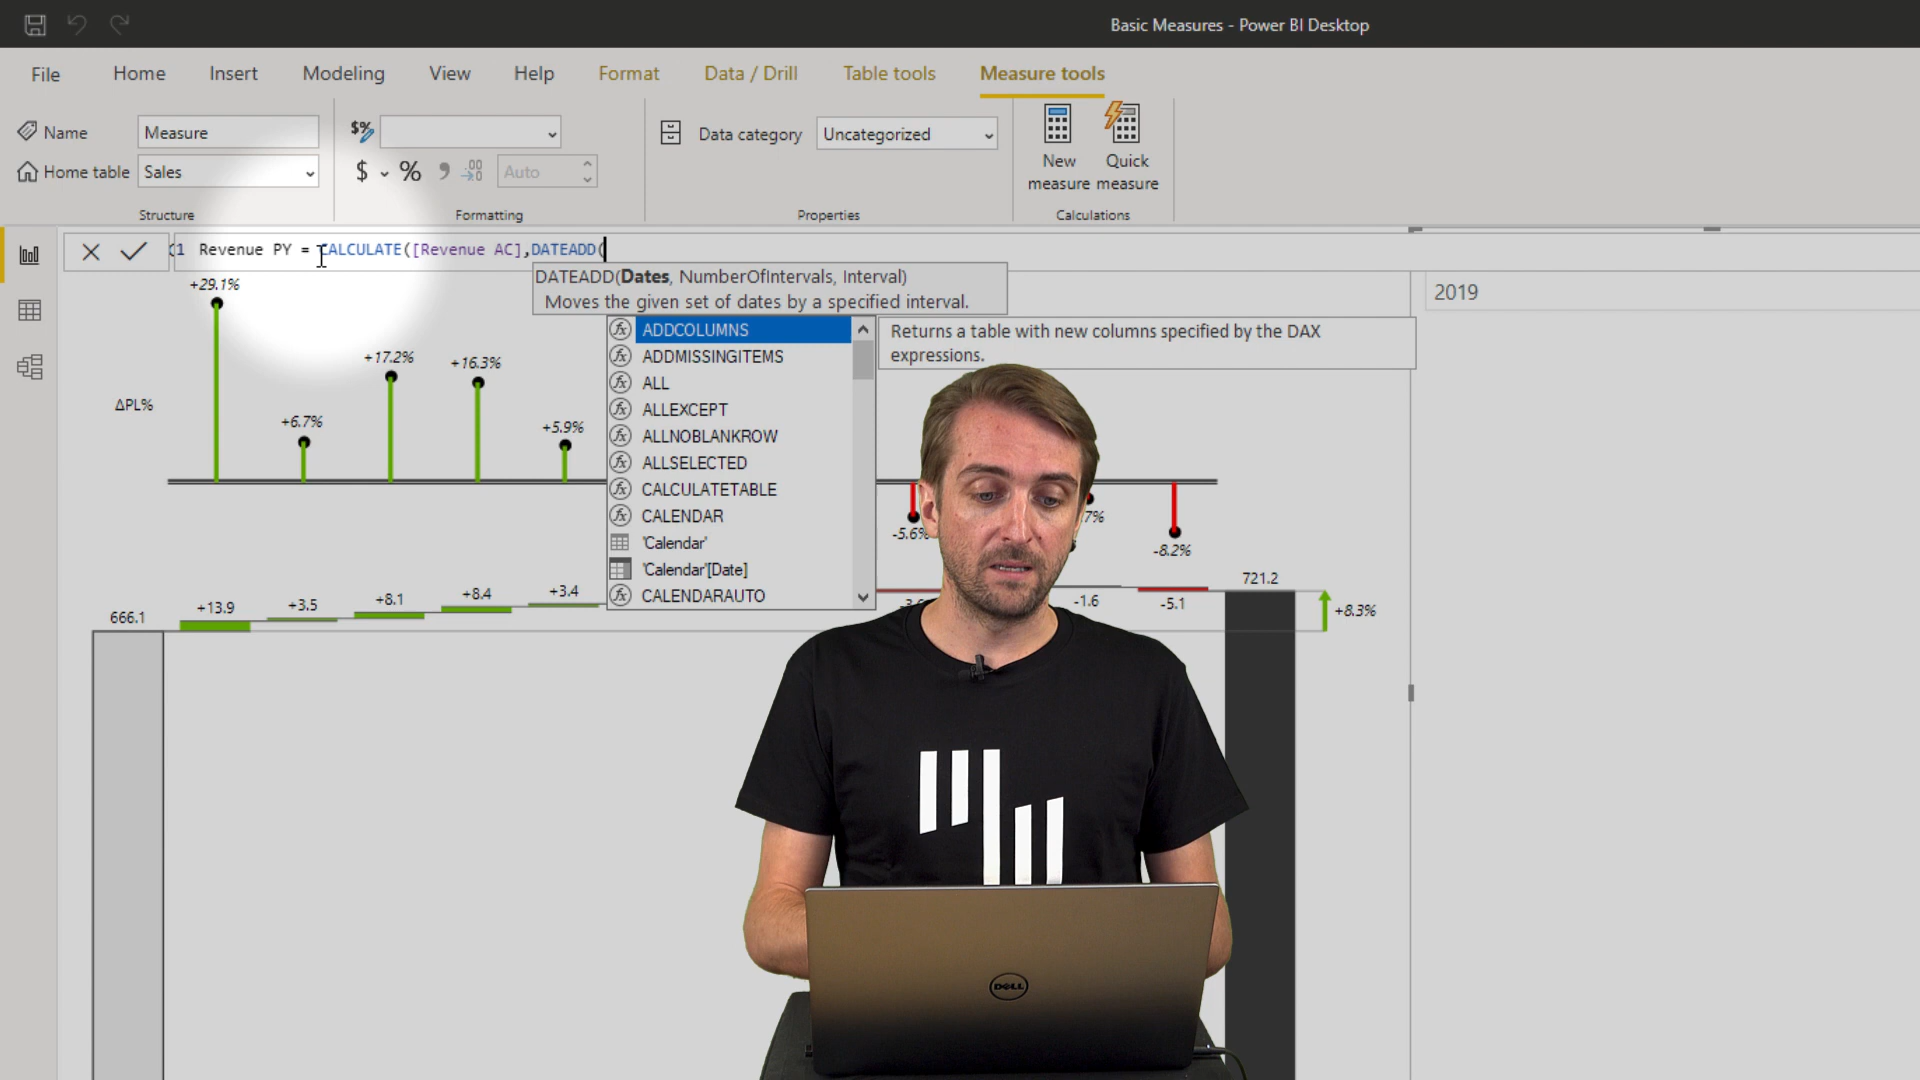 Basic Measures - Power BI Desktop
File Home Insert Modeling View Help Format Data / Drill Table tools Measure tools
Name Measure
Home table Sales
Structure
$%
$ % 9 .00 Auto
Formatting
Data category Uncategorized
Properties
New measure
Quick measure
Calculations
1 Revenue PY = CALCULATE([Revenue AC],DATEADD(
DATEADD(Dates, NumberOfIntervals, Interval)
Moves the given set of dates by a specified interval.
ADDCOLUMNS
ADDMISSINGITEMS
ALL
ALLEXCEPT
ALLNOBLANKROW
ALLSELECTED
CALCULATETABLE
CALENDAR
'Calendar'
'Calendar'[Date]
CALENDARAUTO
Returns a table with new columns specified by the DAX
expressions.
2019
+29.1%
+17.2%
+16.3%
ΔPL%
+6.7%
+5.9%
-5.6%
7%
-8.2%
721.2
666.1
+13.9
+3.5
+8.1
+8.4
+3.4
-1.6
-5.1
+8.3%
DELL